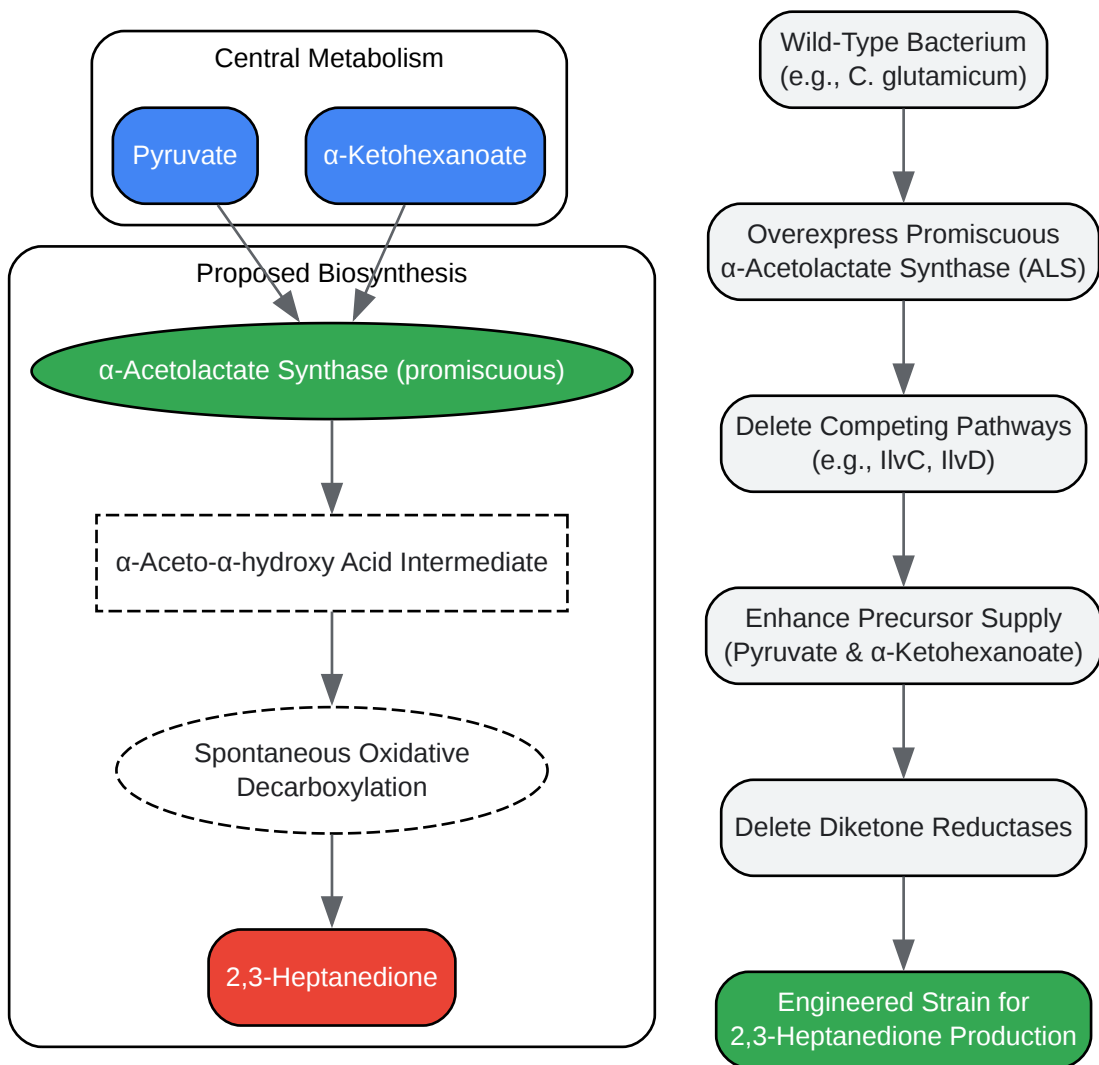 Central Metabolism
Pyruvate
α-Ketohexanoate
Proposed Biosynthesis
α-Acetolactate Synthase (promiscuous)
α-Aceto-α-hydroxy Acid Intermediate
Spontaneous Oxidative
Decarboxylation
2,3-Heptanedione
Wild-Type Bacterium
(e.g., C. glutamicum)
Overexpress Promiscuous
α-Acetolactate Synthase (ALS)
Delete Competing Pathways
(e.g., IlvC, IlvD)
Enhance Precursor Supply
(Pyruvate & α-Ketohexanoate)
Delete Diketone Reductases
Engineered Strain for
2,3-Heptanedione Production